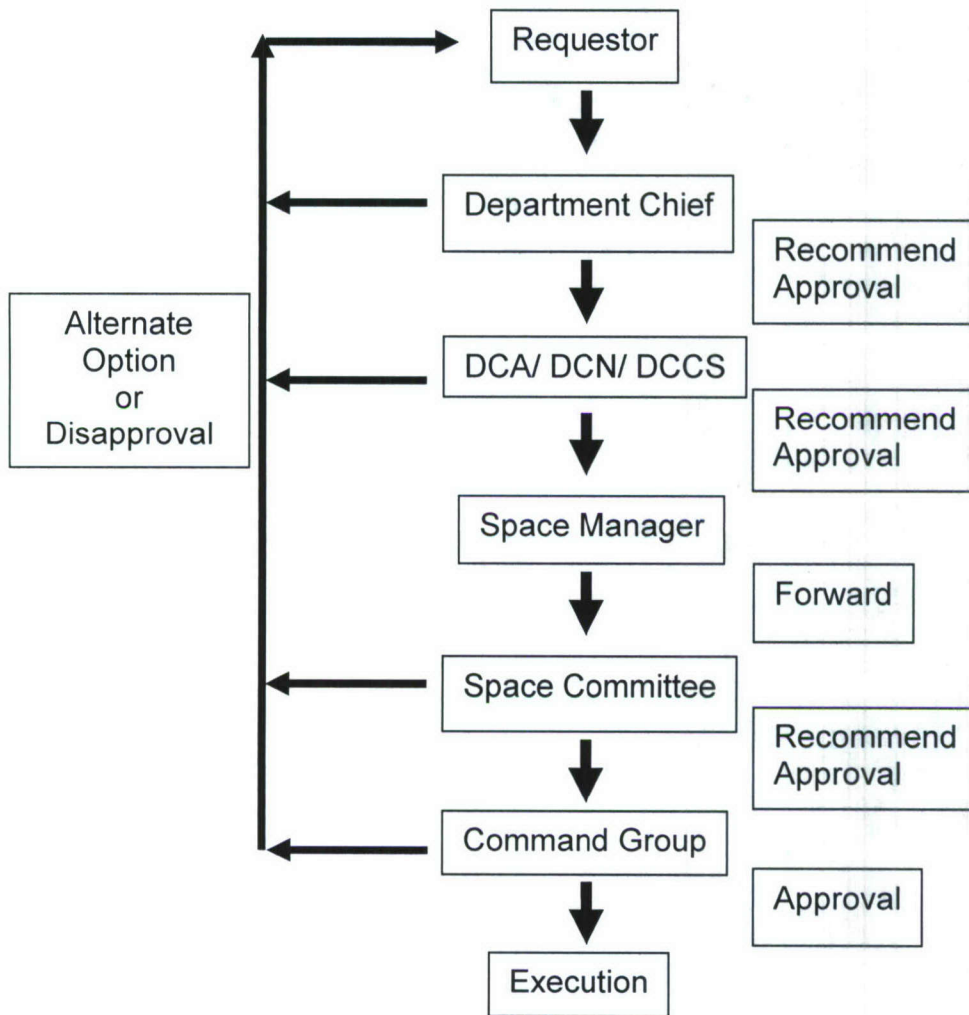 Requestor
Department Chief
Recommend
Approval
Alternate
Option
or
Disapproval
DCA/ DCN/ DCCS
Recommend
Approval
Space Manager
Forward
Space Committee
Recommend
Approval
Command Group
Approval
Execution